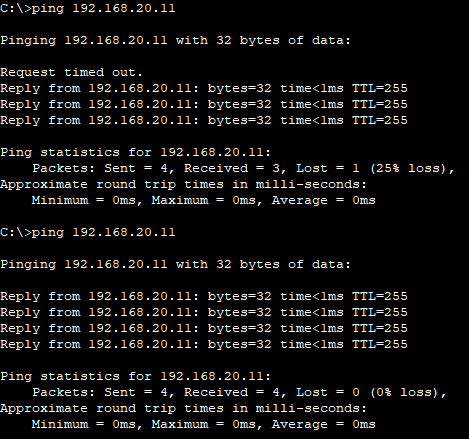 C:\>ping 192.168.20.11
Pinging 192.168.20.11 with 32 bytes of data:
Request timed out.
Reply from 192.168.20.11: bytes=32 time<1ms TTL=255
Reply from 192.168.20.11: bytes=32 time<1ms TTL=255
Reply from 192.168.20.11: bytes=32 time<1ms TTL=255
Ping statistics for 192.168.20.11:
    Packets: Sent = 4, Received = 3, Lost = 1 (25% loss),
Approximate round trip times in milli-seconds:
    Minimum = 0ms, Maximum = 0ms, Average = 0ms
C:\>ping 192.168.20.11
Pinging 192.168.20.11 with 32 bytes of data:
Reply from 192.168.20.11: bytes=32 time<1ms TTL=255
Reply from 192.168.20.11: bytes=32 time<1ms TTL=255
Reply from 192.168.20.11: bytes=32 time<1ms TTL=255
Reply from 192.168.20.11: bytes=32 time<1ms TTL=255
Ping statistics for 192.168.20.11:
    Packets: Sent = 4, Received = 4, Lost = 0 (0% loss),
Approximate round trip times in milli-seconds:
    Minimum = 0ms, Maximum = 0ms, Average = 0ms